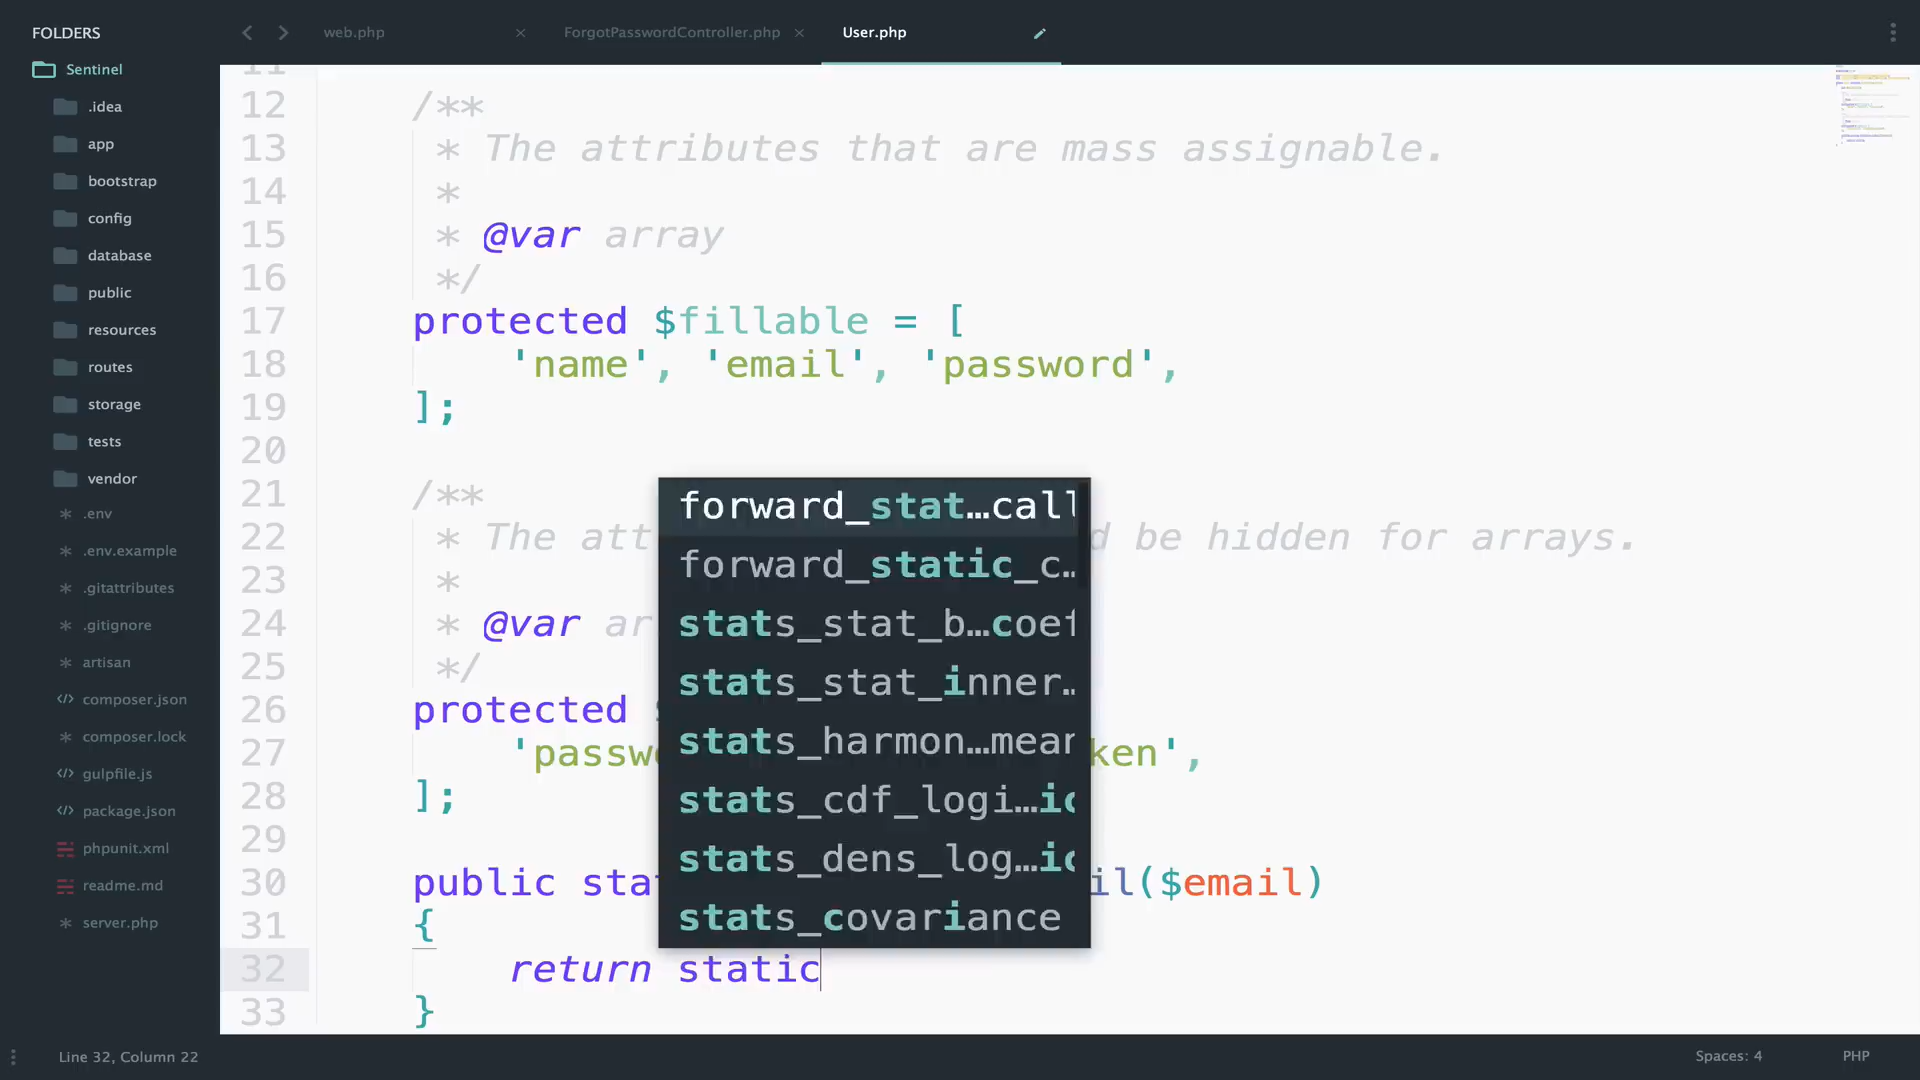 FOLDERS
Sentinel
.idea
app
bootstrap
config
database
public
resources
routes
storage
tests
vendor
.env
.env.example
.gitattributes
.gitignore
artisan
composer.json
composer.lock
gulpfile.js
package.json
phpunit.xml
readme.md
server.php
web.php
ForgotPasswordController.php
User.php
11
12 /**
13 * The attributes that are mass assignable.
14 *
15 * @var array
16 */
17 protected $fillable = [
18 'name', 'email', 'password',
19 ];
20
21 /**
22 * The att d be hidden for arrays.
23 *
24 * @var ar
25 */
26 protected $
27 'passw ken',
28 ];
29
30 public sta il($email)
31 {
32 return static
33 }
forward_stat…call
forward_static_c…
stats_stat_b…coef
stats_stat_inner…
stats_harmon…mean
stats_cdf_logi…ic
stats_dens_log…ic
stats_covariance
Line 32, Column 22
Spaces: 4
PHP